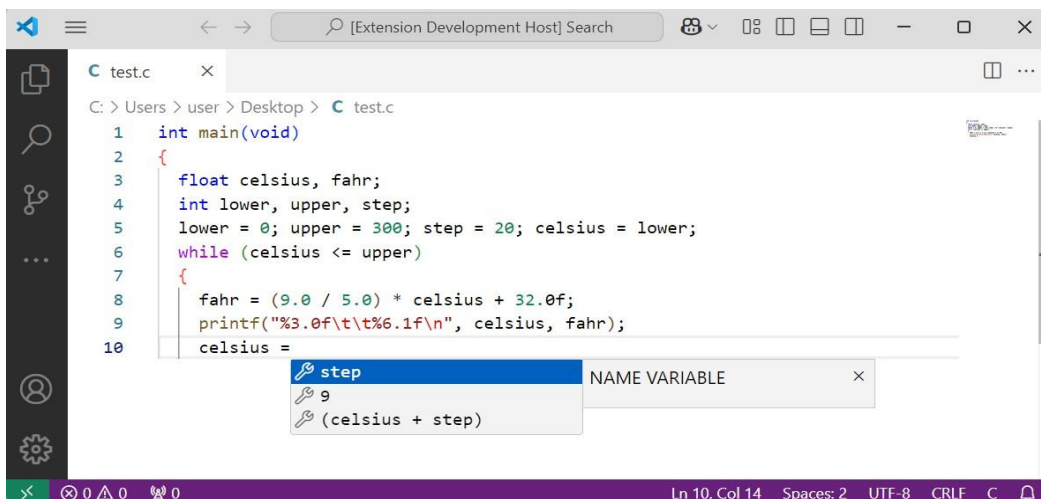 [Extension Development Host] Search
C test.c
C: > Users > user > Desktop > C test.c
1 int main(void)
2 {
3 float celsius, fahr;
4 int lower, upper, step;
5 lower = 0; upper = 300; step = 20; celsius = lower;
6 while (celsius <= upper)
7 {
8 fahr = (9.0 / 5.0) * celsius + 32.0f;
9 printf("%3.0f\t\t%6.1f\n", celsius, fahr);
10 celsius =
step
NAME VARIABLE
9
(celsius + step)
0 0 0 Ln 10, Col 14 Spaces: 2 UTF-8 CRLF C